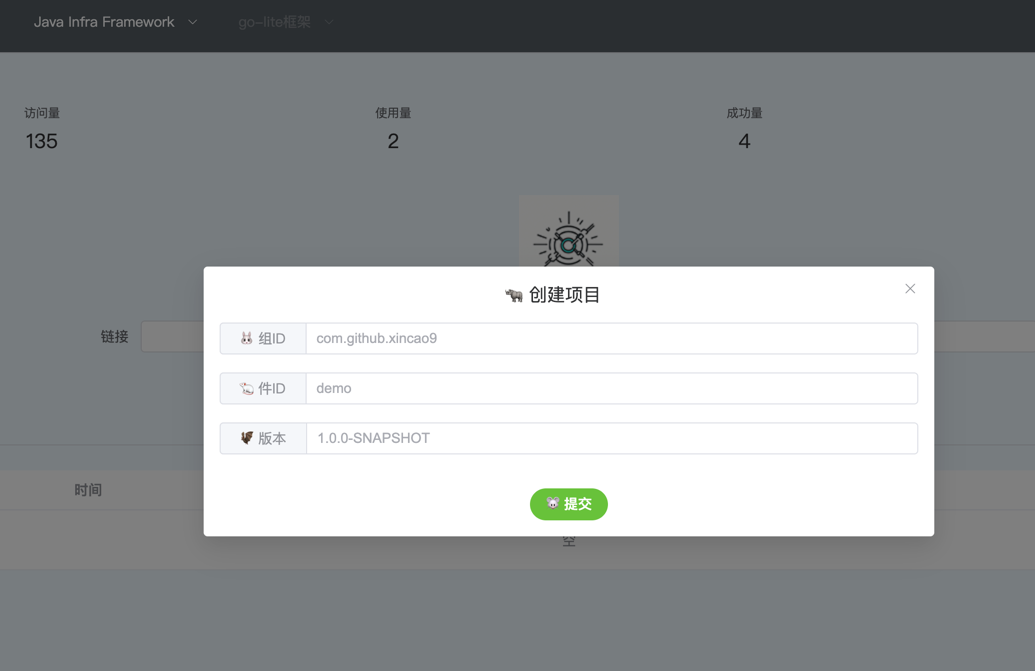 Java Infra Framework
go-lite框架
访问量
使用量
成功量
135
2
4
创建项目
链接
组ID
com.github.xincao9
件ID
demo
版本
1.0.0-SNAPSHOT
时间
提交
空